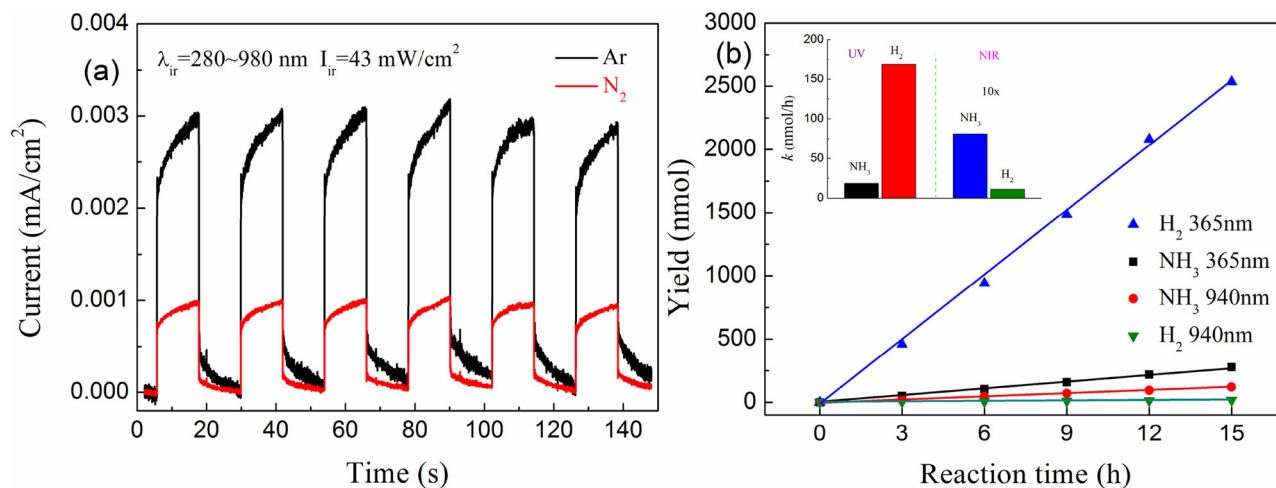 (a)
λir=280~980 nm Iir=43 mW/cm²
Ar
N₂
0.004
0.003
0.002
0.001
0.000
Current (mA/cm²)
0 20 40 60 80 100 120 140
Time (s)
(b)
3000
2500
2000
1500
1000
500
0
Yield (nmol)
200
150
100
50
0
k (nmol/h)
UV
H₂
NH₃
NIR
10x
NH₃
H₂
H₂ 365nm
NH₃ 365nm
NH₃ 940nm
H₂ 940nm
0 3 6 9 12 15
Reaction time (h)